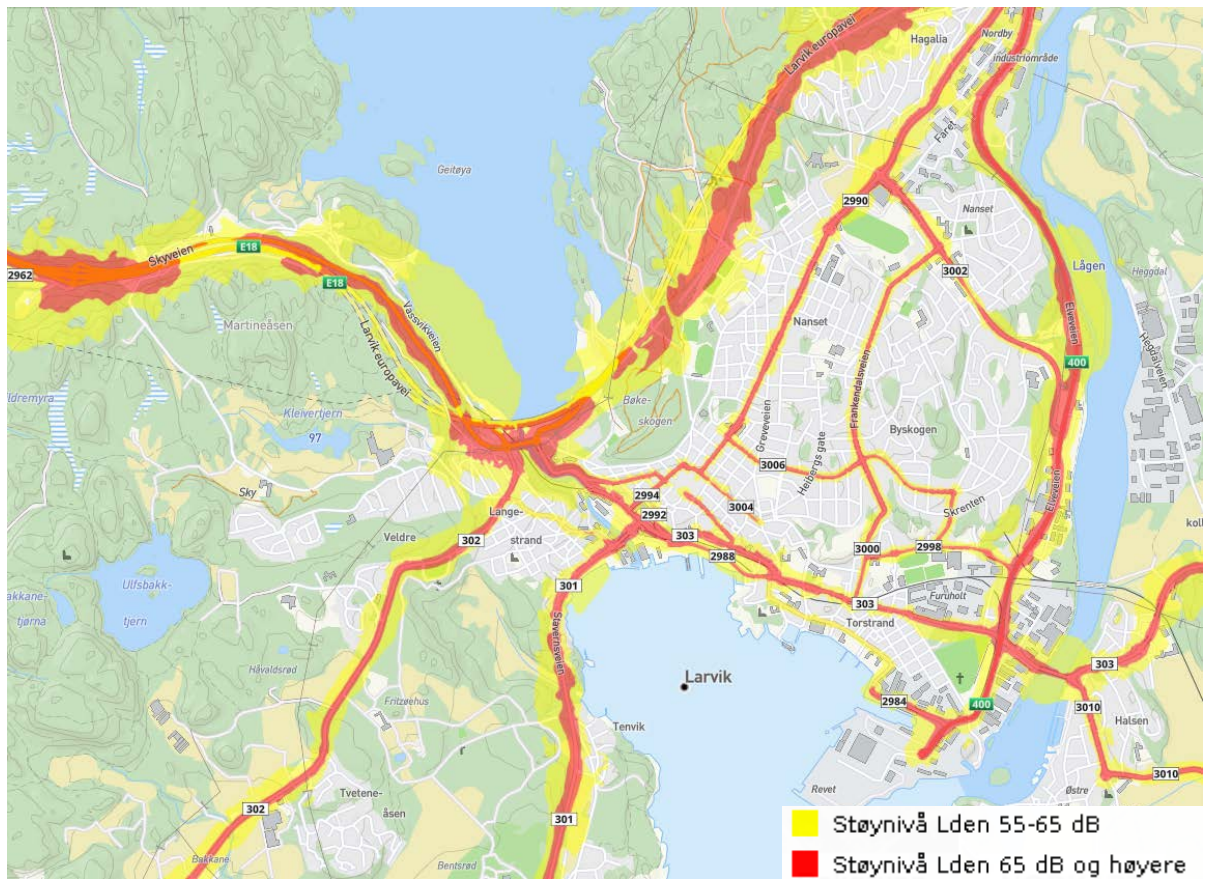 Larvik europavei
Hagalia
Nordby
industriområde
Geitøya
Faret
2990
Nanset
E18
Skyveien
3002
Lågen
2962
E18
Heggdal
Martineåsen
Vassvikveien
Elveveien
Nanset
Larvik europavei
Hegdalveien
400
Frankendalsveien
Kleivertjern
97
Bøke-
skogen
Greveveien
Byskogen
Heibergs gate
3006
Sky
2994
Elveveien
3004
Skrenten
Lange-
strand
2992
302
Veldre
303
2988
3000
2998
Ulfsbakk-
tjern
tjørna
301
Furuholt
303
Torstrand
Stavernsveien
Håvaldsrød
303
Larvik
Fritzøehus
2984
400
3010
Halsen
Tenvik
3010
Revet
Østre
Tvetene-
åsen
302
301
Bakkane
Bentsrød
Støynivå Lden 55-65 dB
Støynivå Lden 65 dB og høyere